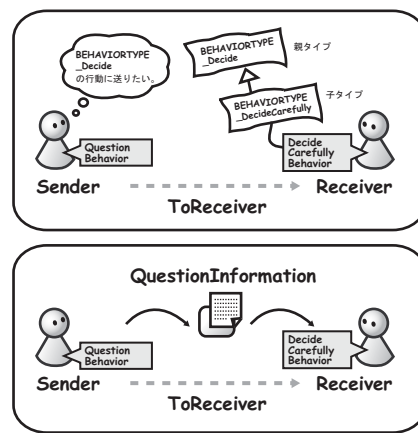 BEHAVIORTYPE
_Decide
の行動に送りたい。
BEHAVIORTYPE
_Decide
親タイプ
BEHAVIORTYPE
_DecideCarefully
子タイプ
Question
Behavior
Decide
Carefully
Behavior
Sender
Receiver
ToReceiver
QuestionInformation
Question
Behavior
Decide
Carefully
Behavior
Sender
Receiver
ToReceiver